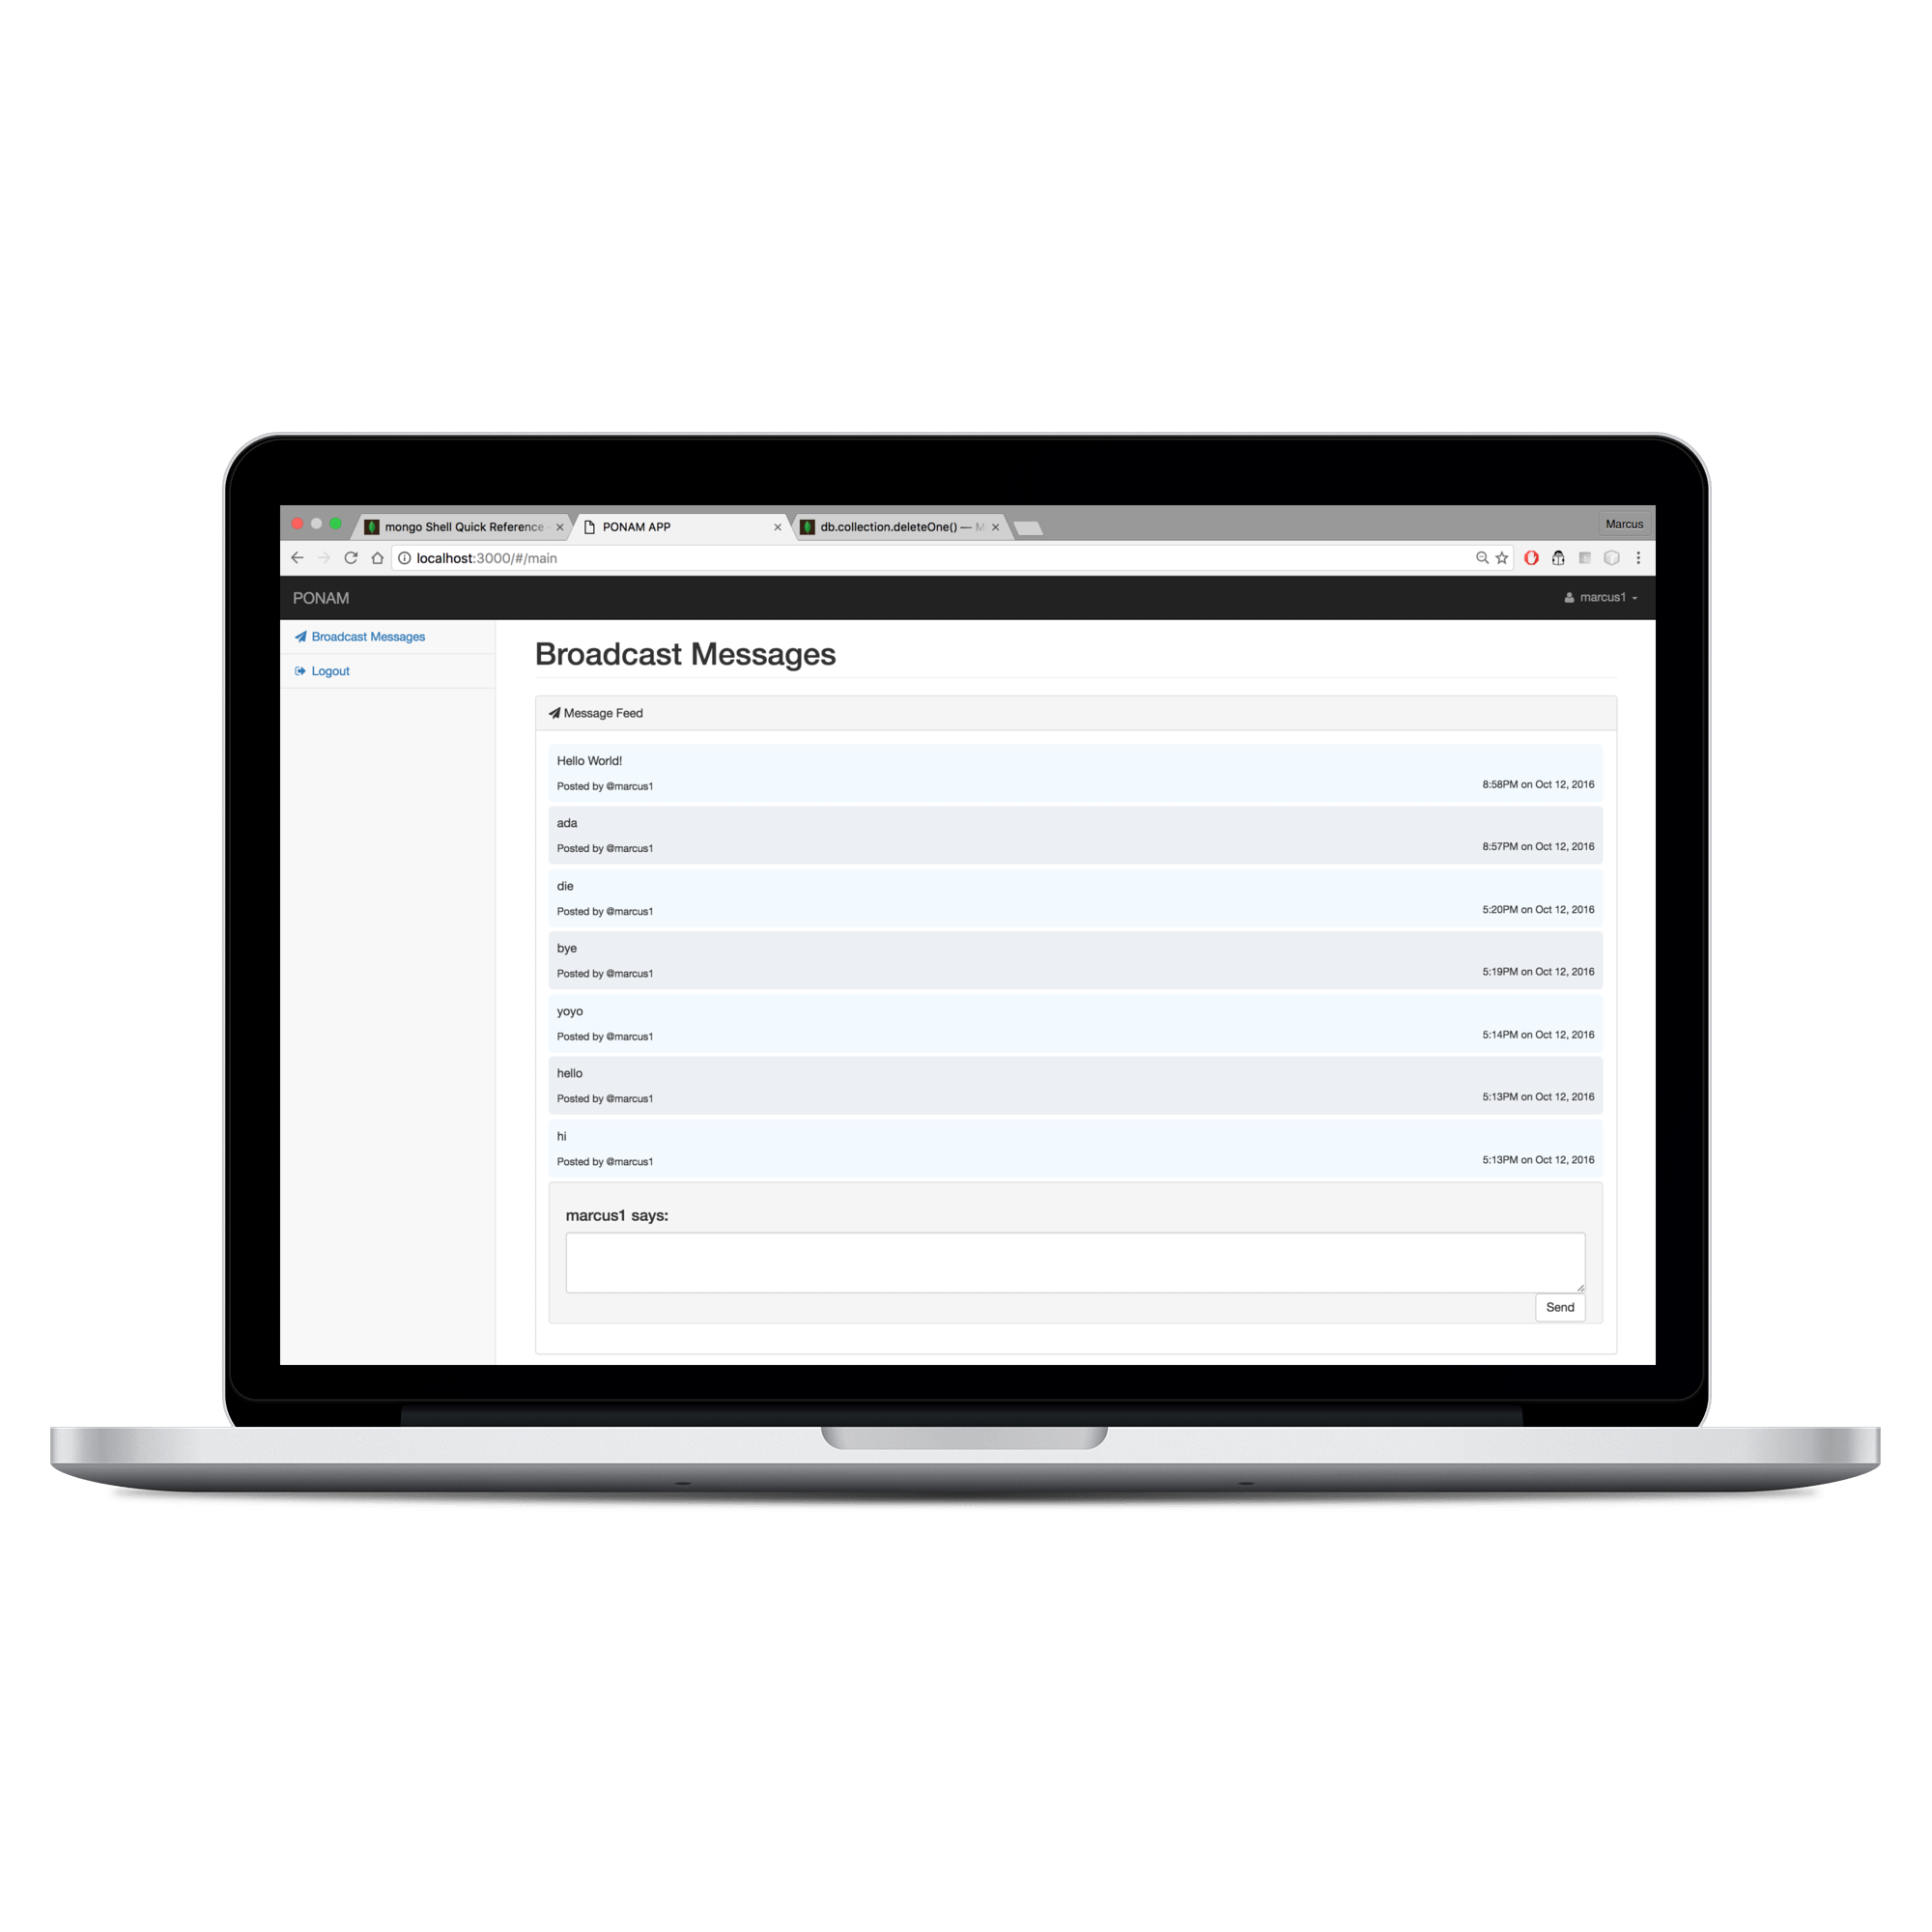 mongo Shell Quick Reference
PONAM APP
db.collection.deleteOne() — M
Marcus
localhost:3000/#/main
PONAM
marcus1
Broadcast Messages
Logout
Broadcast Messages
Message Feed
Hello World!
Posted by @marcus1
8:58PM on Oct 12, 2016
ada
Posted by @marcus1
8:57PM on Oct 12, 2016
die
Posted by @marcus1
5:20PM on Oct 12, 2016
bye
Posted by @marcus1
5:19PM on Oct 12, 2016
yoyo
Posted by @marcus1
5:14PM on Oct 12, 2016
hello
Posted by @marcus1
5:13PM on Oct 12, 2016
hi
Posted by @marcus1
5:13PM on Oct 12, 2016
marcus1 says:
Send